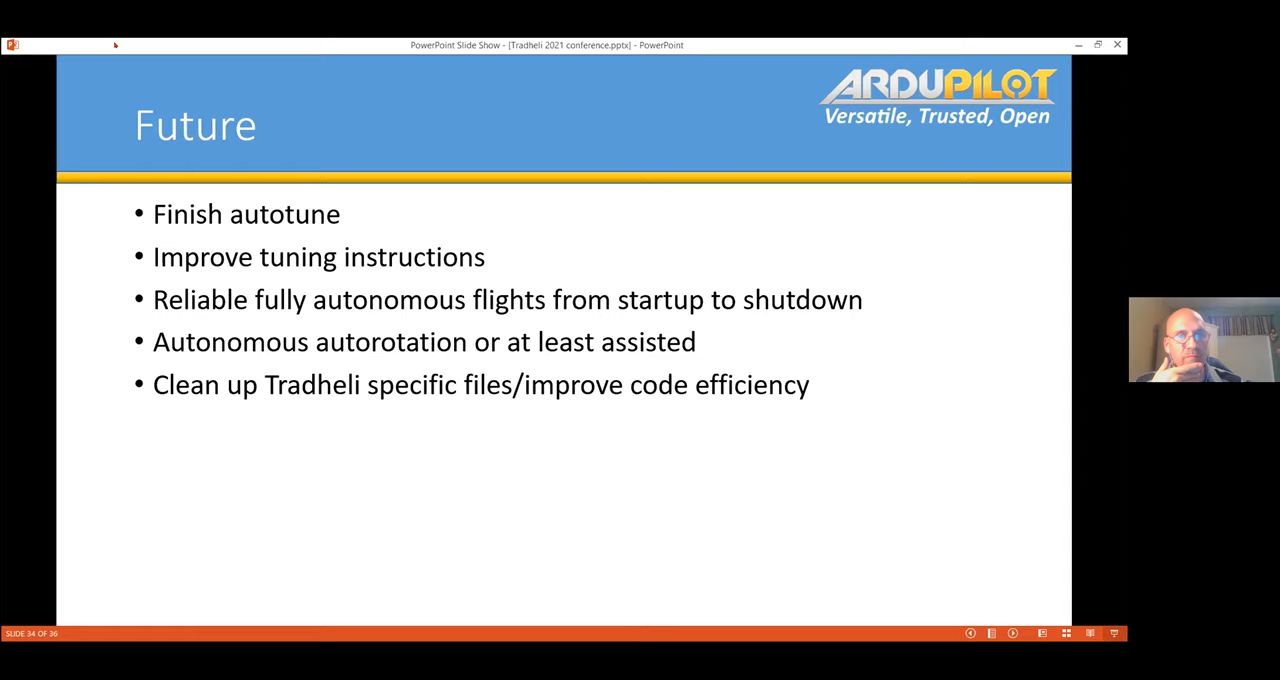 PowerPoint Slide Show - [Tradheli 2021 conference.pptx] - PowerPoint
ARDUPILOT
Versatile, Trusted, Open
Future
• Finish autotune
• Improve tuning instructions
• Reliable fully autonomous flights from startup to shutdown
• Autonomous autorotation or at least assisted
• Clean up Tradheli specific files/improve code efficiency
SLIDE 34 OF 36